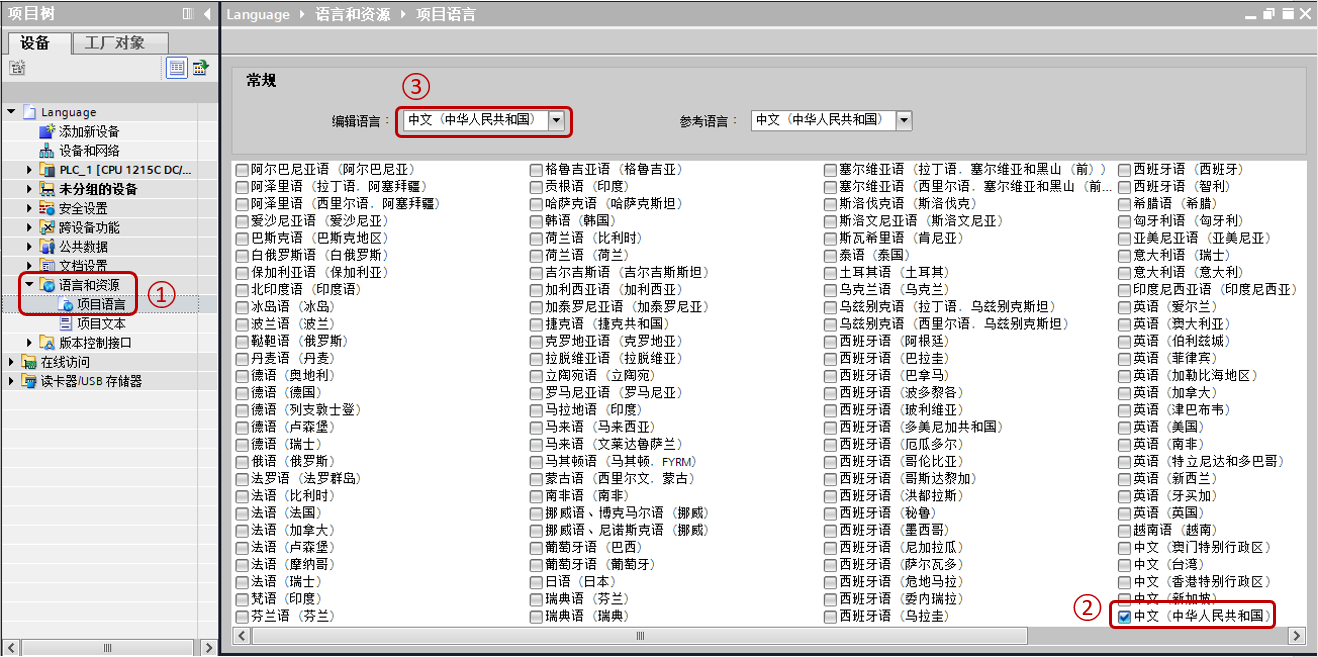 项目树
Language ▸ 语言和资源 ▸ 项目语言
设备
工厂对象
Language
添加新设备
设备和网络
PLC_1 [CPU 1215C DC/...
未分组的设备
安全设置
跨设备功能
公共数据
文档设置
语言和资源
项目语言
①
项目文本
版本控制接口
在线访问
读卡器/USB 存储器
常规
③
编辑语言：
中文（中华人民共和国）
参考语言：
中文（中华人民共和国）
阿尔巴尼亚语（阿尔巴尼亚）
阿泽里语（拉丁语．阿塞拜疆）
阿泽里语（西里尔语．阿塞拜疆）
爱沙尼亚语（爱沙尼亚）
巴斯克语（巴斯克地区）
白俄罗斯语（白俄罗斯）
保加利亚语（保加利亚）
北印度语（印度语）
冰岛语（冰岛）
波兰语（波兰）
鞑靼语（俄罗斯）
丹麦语（丹麦）
德语（奥地利）
德语（德国）
德语（列支敦士登）
德语（卢森堡）
德语（瑞士）
俄语（俄罗斯）
法罗语（法罗群岛）
法语（比利时）
法语（法国）
法语（加拿大）
法语（卢森堡）
法语（摩纳哥）
法语（瑞士）
梵语（印度）
芬兰语（芬兰）
格鲁吉亚语（格鲁吉亚）
贡根语（印度）
哈萨克语（哈萨克斯坦）
韩语（韩国）
荷兰语（比利时）
荷兰语（荷兰）
吉尔吉斯语（吉尔吉斯斯坦）
加利西亚语（加利西亚）
加泰罗尼亚语（加泰罗尼亚）
捷克语（捷克共和国）
克罗地亚语（克罗地亚）
拉脱维亚语（拉脱维亚）
立陶宛语（立陶宛）
罗马尼亚语（罗马尼亚）
马拉地语（印度）
马来语（马来西亚）
马来语（文莱达鲁萨兰）
马其顿语（马其顿．FYRM）
蒙古语（西里尔文．蒙古）
南非语（南非）
挪威语、博克马尔语（挪威）
挪威语、尼诺斯克语（挪威）
葡萄牙语（巴西）
葡萄牙语（葡萄牙）
日语（日本）
瑞典语（芬兰）
瑞典语（瑞典）
塞尔维亚语（拉丁语．塞尔维亚和黑山（前））
塞尔维亚语（西里尔语．塞尔维亚和黑山（前...
斯洛伐克语（斯洛伐克）
斯洛文尼亚语（斯洛文尼亚）
斯瓦希里语（肯尼亚）
泰语（泰国）
土耳其语（土耳其）
乌克兰语（乌克兰）
乌兹别克语（拉丁语．乌兹别克斯坦）
乌兹别克语（西里尔语．乌兹别克斯坦）
西班牙语（阿根廷）
西班牙语（巴拉圭）
西班牙语（巴拿马）
西班牙语（波多黎各）
西班牙语（玻利维亚）
西班牙语（多美尼加共和国）
西班牙语（厄瓜多尔）
西班牙语（哥伦比亚）
西班牙语（哥斯达黎加）
西班牙语（洪都拉斯）
西班牙语（秘鲁）
西班牙语（墨西哥）
西班牙语（尼加拉瓜）
西班牙语（萨尔瓦多）
西班牙语（危地马拉）
西班牙语（委内瑞拉）
西班牙语（乌拉圭）
西班牙语（西班牙）
西班牙语（智利）
希腊语（希腊）
匈牙利语（匈牙利）
亚美尼亚语（亚美尼亚）
意大利语（瑞士）
意大利语（意大利）
印度尼西亚语（印度尼西亚）
英语（爱尔兰）
英语（澳大利亚）
英语（伯利兹城）
英语（菲律宾）
英语（加勒比海地区）
英语（加拿大）
英语（津巴布韦）
英语（美国）
英语（南非）
英语（特立尼达和多巴哥）
英语（新西兰）
英语（牙买加）
英语（英国）
越南语（越南）
中文（澳门特别行政区）
中文（台湾）
中文（香港特别行政区）
中文（新加坡）
②
中文（中华人民共和国）